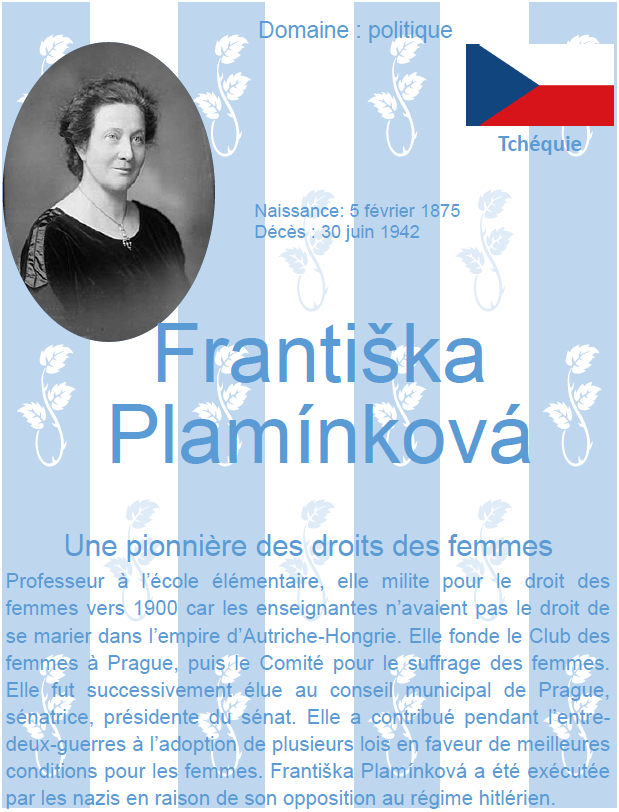 Domaine : politique
Tchéquie
Naissance: 5 février 1875
Décès : 30 juin 1942
Františka
Plamínková
Une pionnière des droits des femmes
Professeur à l’école élémentaire, elle milite pour le droit des
femmes vers 1900 car les enseignantes n’avaient pas le droit de
se marier dans l’empire d’Autriche-Hongrie. Elle fonde le Club des
femmes à Prague, puis le Comité pour le suffrage des femmes.
Elle fut successivement élue au conseil municipal de Prague,
sénatrice, présidente du sénat. Elle a contribué pendant l’entre-
deux-guerres à l’adoption de plusieurs lois en faveur de meilleures
conditions pour les femmes. Františka Plamínková a été exécutée
par les nazis en raison de son opposition au régime hitlérien.